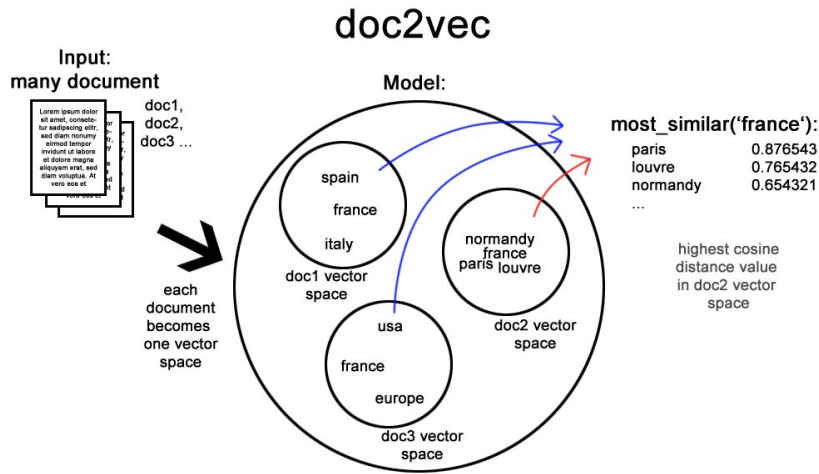 doc2vec
Input:
many document
doc1,
doc2,
doc3 ...
Lorem ipsum dolor
sit amet, consete-
tur sadipscing elitr,
sed diam nonumy
eirmod tempor
invidunt ut labore
et dolore magna
aliquyam erat, sed
diam voluptua. At
vero eos et
each
document
becomes
one vector
space
Model:
spain
france
italy
doc1 vector
space
normandy
france
paris louvre
doc2 vector
space
usa
france
europe
doc3 vector
space
most_similar(‘france‘):
paris 0.876543
louvre 0.765432
normandy 0.654321
...
highest cosine
distance value
in doc2 vector
space